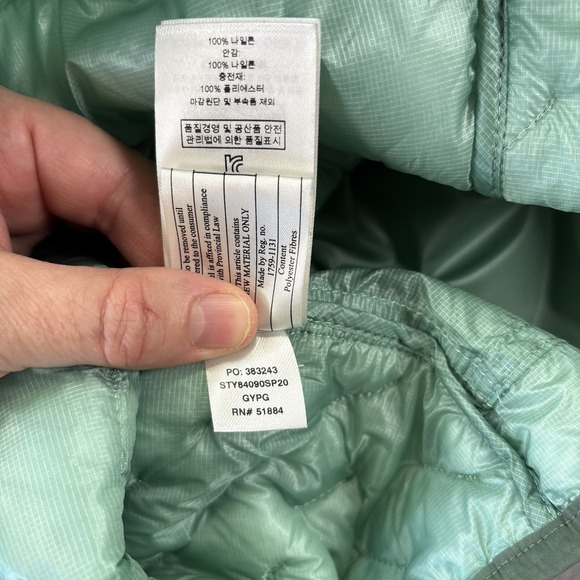 100% 나일론
안감:
100% 나일론
충전재:
100% 폴리에스터
마감원단 및 부속품 제외
품질경영 및 공산품 안전
관리법에 의한 품질표시
to be removed until
to the consumer
is affixed in compliance
with Provincial Law
This article contains
NEW MATERIAL ONLY
Made by Reg. no.
1759-1131
Content
Polyester Fibres
PO: 383243
STY84090SP20
GYPG
RN# 51884